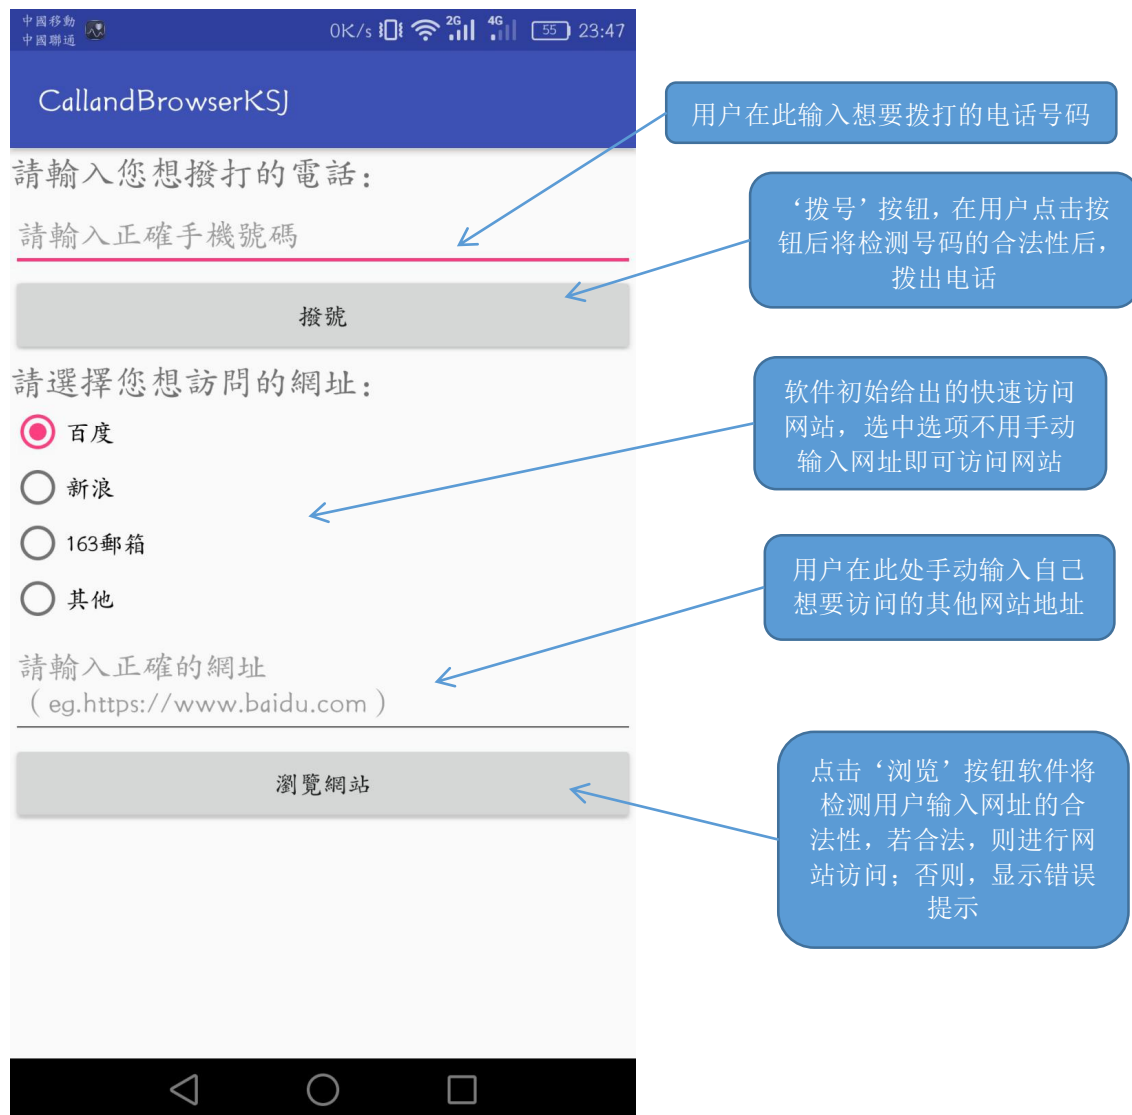 中國移動
中國聯通
0K/s 2G 4G 55 23:47
CallandBrowserKSJ
請輸入您想撥打的電話：
請輸入正確手機號碼
撥號
請選擇您想訪問的網址：
百度
新浪
163郵箱
其他
請輸入正確的網址
（eg.https://www.baidu.com）
瀏覽網站
用户在此输入想要拨打的电话号码
‘拨号’按钮，在用户点击按
钮后将检测号码的合法性后，
拨出电话
软件初始给出的快速访问
网站，选中选项不用手动
输入网址即可访问网站
用户在此处手动输入自己
想要访问的其他网站地址
点击‘浏览’按钮软件将
检测用户输入网址的合
法性，若合法，则进行网
站访问；否则，显示错误
提示